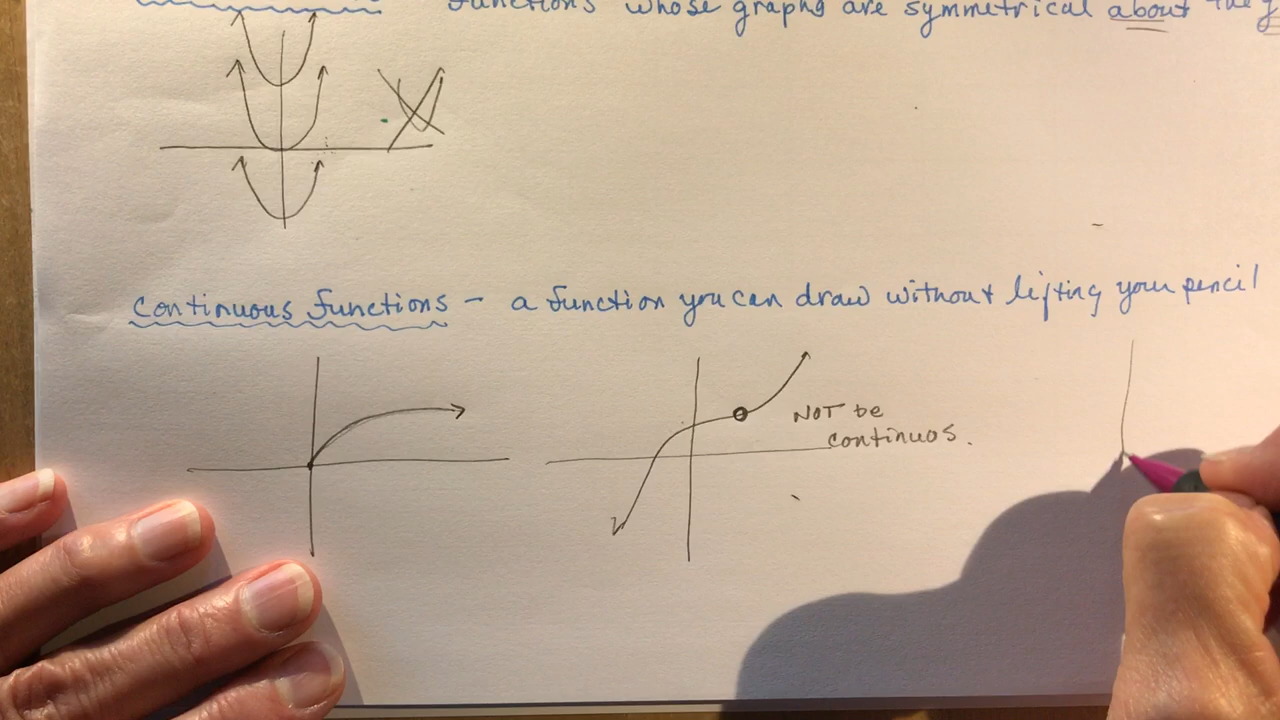 Functions whose graphs are symmetrical about the y
Continuous Functions - a function you can draw without lifting your pencil
NOT be
continuos.